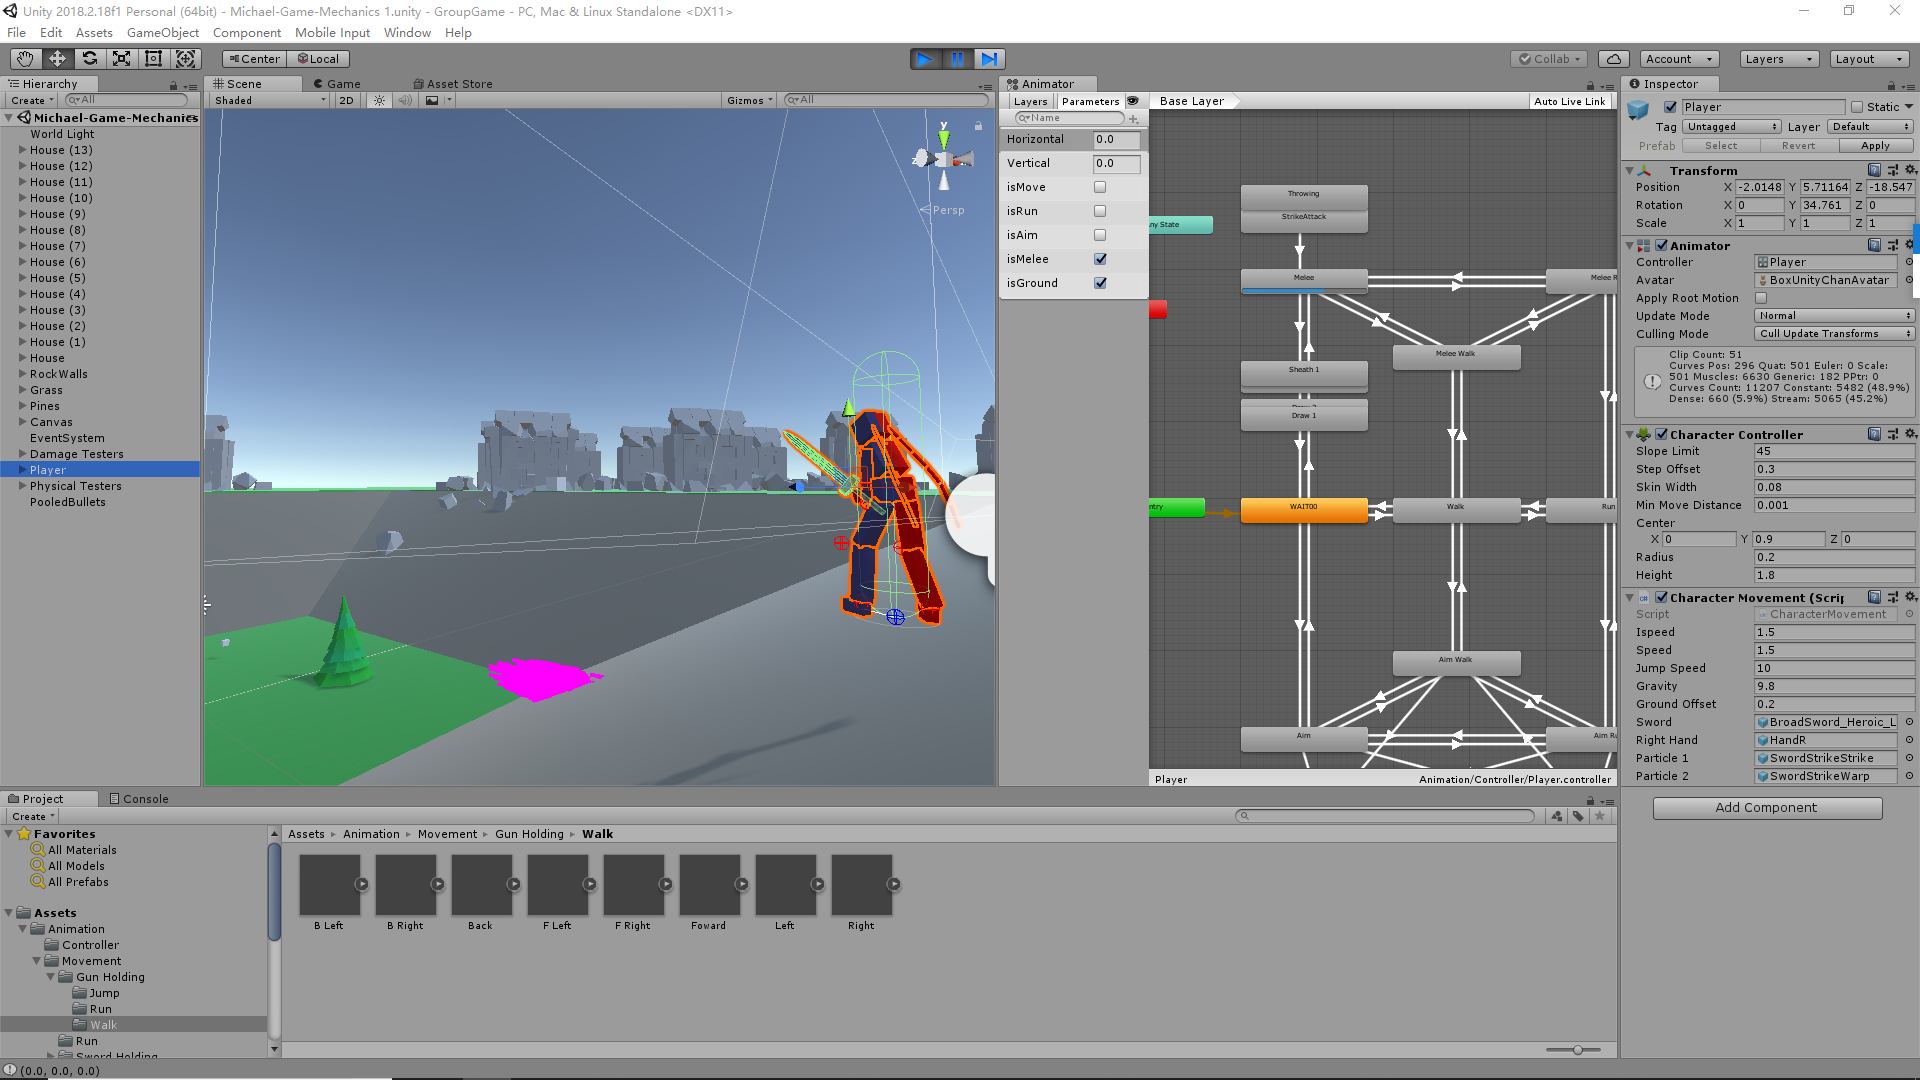 Unity 2018.2.18f1 Personal (64bit) - Michael-Game-Mechanics 1.unity - GroupGame - PC, Mac & Linux Standalone <DX11>
File Edit Assets GameObject Component Mobile Input Window Help
Center Local Collab Account Layers Layout
Hierarchy
Create All
Michael-Game-Mechanics
World Light
House (13)
House (12)
House (11)
House (10)
House (9)
House (8)
House (7)
House (6)
House (5)
House (4)
House (3)
House (2)
House (1)
House
RockWalls
Grass
Pines
Canvas
EventSystem
Damage Testers
Player
Physical Testers
PooledBullets
Scene Game Asset Store
Shaded 2D Gizmos All
y
z
Persp
Animator
Layers Parameters Base Layer Auto Live Link
Name
Horizontal 0.0
Vertical 0.0
isMove
isRun
isAim
isMelee
isGround
Throwing
StrikeAttack
ny State
Melee
Melee R
Melee Walk
Sheath 1
Draw 1
ntry
WAIT00
Walk
Run
Aim Walk
Aim
Aim Ru
Player Animation/Controller/Player.controller
Inspector
Player Static
Tag Untagged Layer Default
Prefab Select Revert Apply
Transform
Position X -2.0148 Y 5.71164 Z -18.547
Rotation X 0 Y 34.761 Z 0
Scale X 1 Y 1 Z 1
Animator
Controller Player
Avatar BoxUnityChanAvatar
Apply Root Motion
Update Mode Normal
Culling Mode Cull Update Transforms
Clip Count: 51
Curves Pos: 296 Quat: 501 Euler: 0 Scale:
501 Muscles: 6630 Generic: 182 PPtr: 0
Curves Count: 11207 Constant: 5482 (48.9%)
Dense: 660 (5.9%) Stream: 5065 (45.2%)
Character Controller
Slope Limit 45
Step Offset 0.3
Skin Width 0.08
Min Move Distance 0.001
Center
X 0 Y 0.9 Z 0
Radius 0.2
Height 1.8
Character Movement (Scrip
Script CharacterMovement
Ispeed 1.5
Speed 1.5
Jump Speed 10
Gravity 9.8
Ground Offset 0.2
Sword BroadSword_Heroic_L
Right Hand HandR
Particle 1 SwordStrikeStrike
Particle 2 SwordStrikeWarp
Add Component
Project Console
Create
Favorites
All Materials
All Models
All Prefabs
Assets
Animation
Controller
Movement
Gun Holding
Jump
Run
Walk
Run
Sword Holding
Assets Animation Movement Gun Holding Walk
B Left B Right Back F Left F Right Foward Left Right
(0.0, 0.0, 0.0)